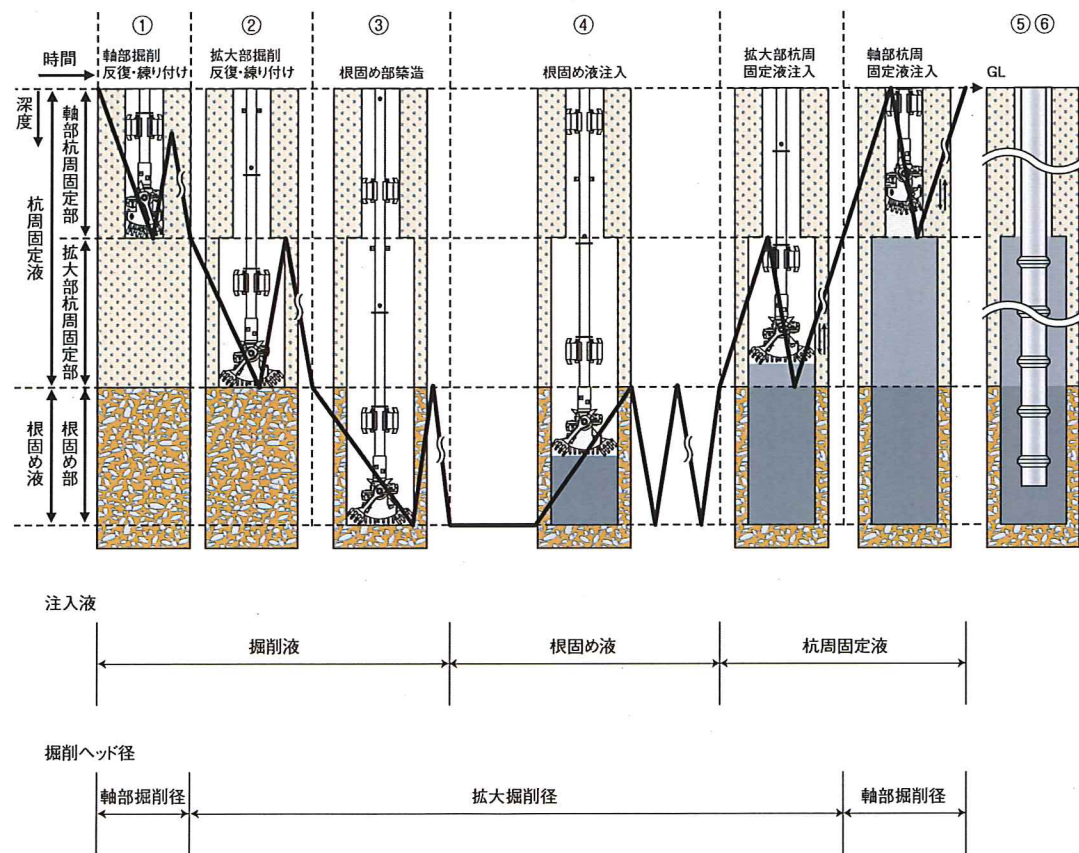 ①
②
③
④
⑤⑥
時間
軸部掘削
反復・練り付け
拡大部掘削
反復・練り付け
根固め部築造
根固め液注入
拡大部杭周
固定液注入
軸部杭周
固定液注入
GL
深度
杭周固定液
軸部杭周固定部
拡大部杭周固定部
根固め液
根固め部
注入液
掘削液
根固め液
杭周固定液
掘削ヘッド径
軸部掘削径
拡大掘削径
軸部掘削径